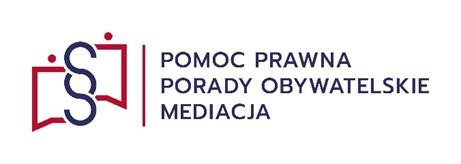 §
POMOC PRAWNA
PORADY OBYWATELSKIE
MEDIACJA